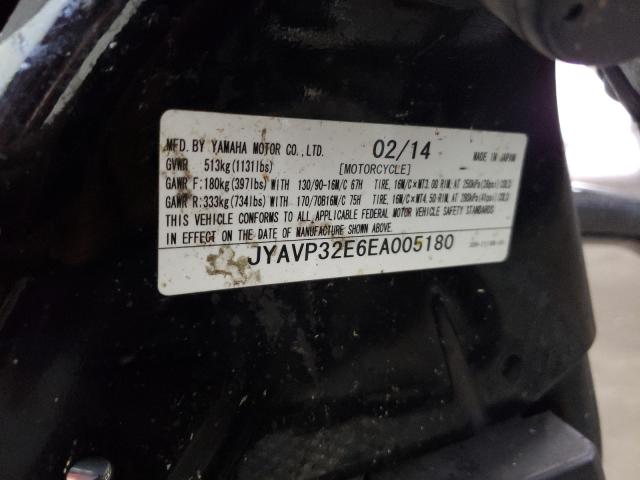 MFD. BY YAMAHA MOTOR CO., LTD. 02/14 MADE IN JAPAN
GVWR 513kg(1131lbs) [MOTORCYCLE]
GAWR F:180kg(397lbs) WITH 130/90-16M/C 67H TIRE, 16M/C×MT3.00 RIM, AT 250kPa(36psi) COLD
GAWR R:333kg(734lbs) WITH 170/70B16M/C 75H TIRE, 16M/C×MT4.50 RIM, AT 280kPa(41psi) COLD
THIS VEHICLE CONFORMS TO ALL APPLICABLE FEDERAL MOTOR VEHICLE SAFETY STANDARDS
IN EFFECT ON THE DATE OF MANUFACTURE SHOWN ABOVE.
JYAVP32E6EA005180